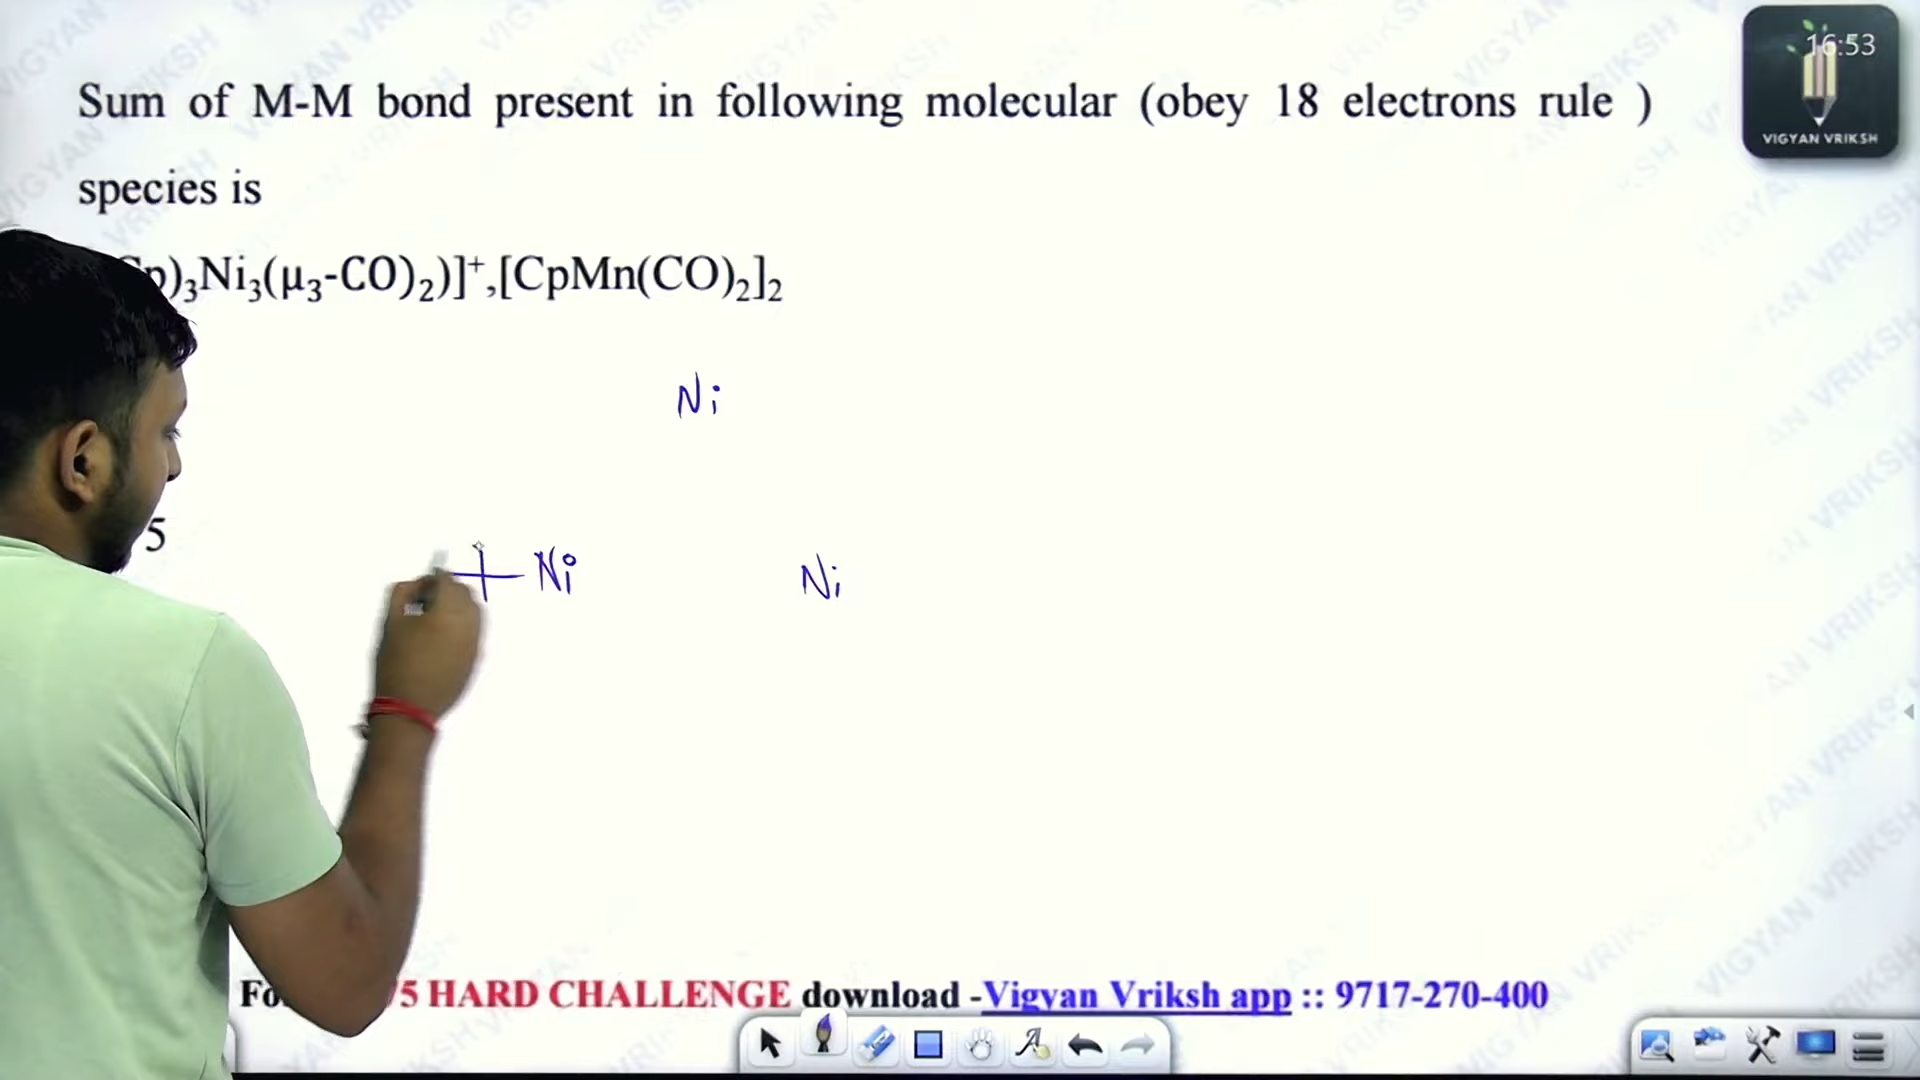 16:53
VIGYAN VRIKSH
Sum of M-M bond present in following molecular (obey 18 electrons rule )
species is
p)₃Ni₃(μ₃-CO)₂)]⁺,[CpMn(CO)₂]₂
Ni
5
Ni Ni
5 HARD CHALLENGE download -Vigyan Vriksh app :: 9717-270-400